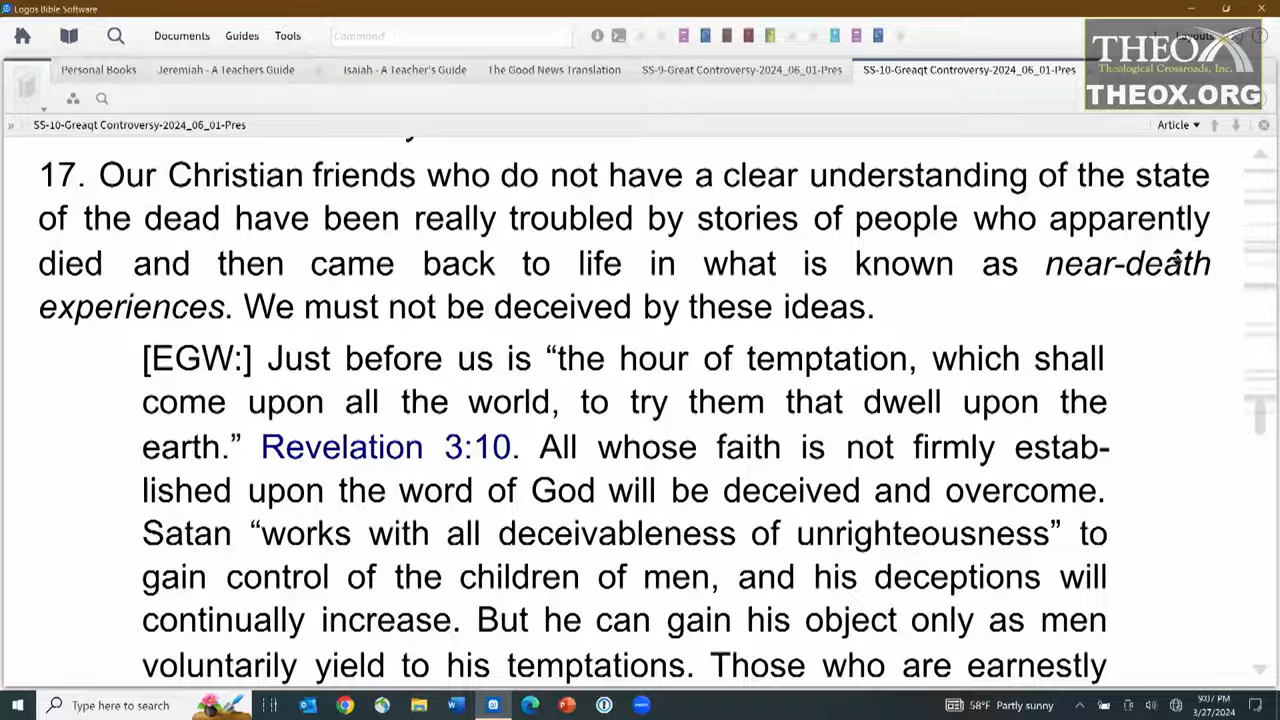 Logos Bible Software
Documents Guides Tools Command
THEOX
Theological Crossroads, Inc.
THEOX.ORG
Personal Books Jeremiah - A Teachers Guide Isaiah - A The Good News Translation SS-9-Great Controversy-2024_06_01-Pres SS-10-Greaqt Controversy-2024_06_01-Pres
SS-10-Greaqt Controversy-2024_06_01-Pres Article
17. Our Christian friends who do not have a clear understanding of the state
of the dead have been really troubled by stories of people who apparently
died and then came back to life in what is known as near-death
experiences. We must not be deceived by these ideas.
[EGW:] Just before us is “the hour of temptation, which shall
come upon all the world, to try them that dwell upon the
earth.” Revelation 3:10. All whose faith is not firmly estab-
lished upon the word of God will be deceived and overcome.
Satan “works with all deceivableness of unrighteousness” to
gain control of the children of men, and his deceptions will
continually increase. But he can gain his object only as men
voluntarily yield to his temptations. Those who are earnestly
Type here to search 58°F Partly sunny 9:07 PM
3/27/2024